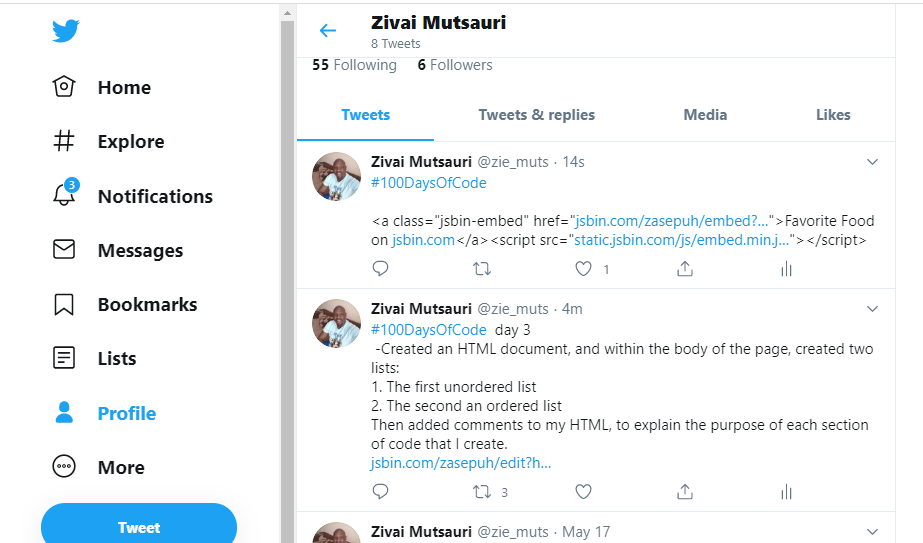 Zivai Mutsauri
8 Tweets
55 Following 6 Followers
Home
Explore
3
Notifications
Messages
Bookmarks
Lists
Profile
More
Tweet
Tweets Tweets & replies Media Likes
Zivai Mutsauri @zie_muts · 14s
#100DaysOfCode
<a class="jsbin-embed" href="jsbin.com/zasepuh/embed?…">Favorite Food
on jsbin.com</a><script src="static.jsbin.com/js/embed.min.j…"></script>
1
Zivai Mutsauri @zie_muts · 4m
#100DaysOfCode day 3
-Created an HTML document, and within the body of the page, created two
lists:
1. The first unordered list
2. The second an ordered list
Then added comments to my HTML, to explain the purpose of each section
of code that I create.
jsbin.com/zasepuh/edit?h…
3
Zivai Mutsauri @zie_muts · May 17